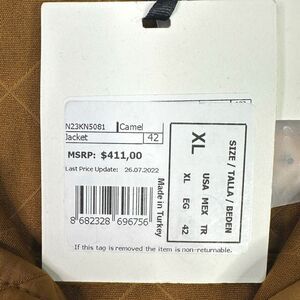 N23KN5081 Camel
Jacket 42
MSRP: $411,00
Last Price Update: 26.07.2022
8 682328 696756
Made in Turkey
If this tag is removed the item is non-returnable.
SIZE / TALLA / BEDEN
XL
USA MEX TR
XL EG 42